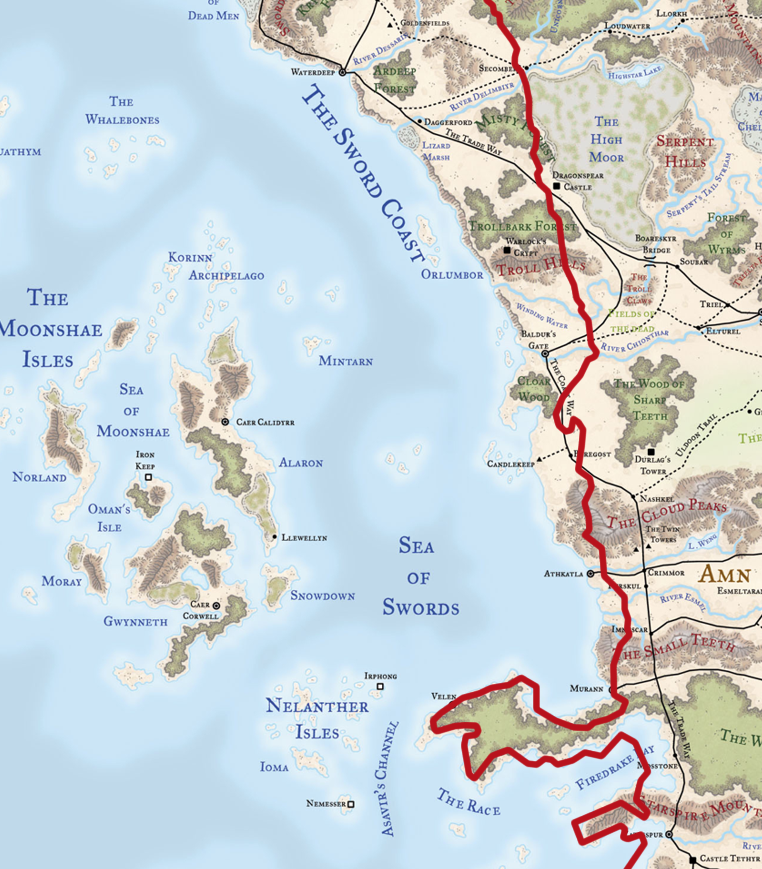 OF
DEAD MEN
SWORD
KRY
GOLDENFIELDS
LOUDWATER
LLORKH
RIVER DESSARIN
WATERDEEP
ARDEEP
FOREST
SECOMBER
HIGHSTAR LAKE
RIVER DELIMBIYR
THE
WHALEBONES
DAGGERFORD
MISTY FOREST
THE
HIGH
MOOR
THE TRADE WAY
LIZARD
MARSH
SERPENT
HILLS
UATHYM
THE SWORD COAST
DRAGONSPEAR
CASTLE
SERPENT'S TAIL STREAM
TROLLBARK FOREST
FOREST
OF
WYRMS
WARLOCK'S
CRYPT
BOARESKYR
BRIDGE
SOUBAR
KORINN
ARCHIPELAGO
ORLUMBOR
TROLL HILLS
THE
TROLL
CLAWS
TRIEL
THE
MOONSHAE
ISLES
WINDING WATER
FIELDS OF
THE DEAD
ELTUREL
BALDUR'S
GATE
RIVER CHIONTHAR
MINTARN
SEA
OF
MOONSHAE
THE COAST WAY
CLOAK
WOOD
THE WOOD OF
SHARP
TEETH
CAER CALIDYRR
ULDOON TRAIL
THE
IRON
KEEP
BEREGOST
CANDLEKEEP
DURLAG'S
TOWER
NORLAND
ALARON
OMAN'S
ISLE
NASHKEL
THE CLOUD PEAKS
LLEWELLYN
THE TWIN
TOWERS
L. WENG
SEA
OF
SWORDS
MORAY
ATHKATLA
CRIMMOR
AMN
SNOWDOWN
ESMELTARA
RIVER ESMEL
CAER
CORWELL
GWYNNETH
THE SMALL TEETH
IRPHONG
MURANN
VELEN
NELANTHER
ISLES
THE TRADE WAY
THE W
ASAVIR'S CHANNEL
FIREDRAKE BAY
MOSSTONE
IOMA
NEMESSER
THE RACE
STARSPIRE MOUNT
CASTLE TETHYR